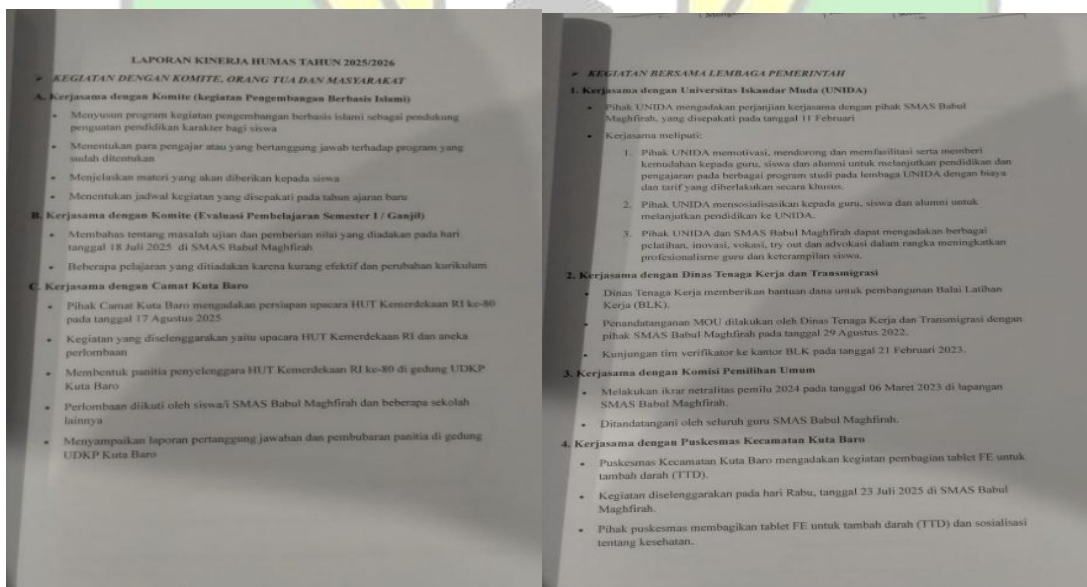 LAPORAN KINERJA HUMAS TAHUN 2025/2026
➤ KEGIATAN DENGAN KOMITE, ORANG TUA DAN MASYARAKAT
A. Kerjasama dengan Komite (kegiatan Pengembangan Berbasis Islami)
• Menyusun program kegiatan pengembangan berbasis islami sebagai pendukung
penguatan pendidikan karakter bagi siswa
• Menentukan para pengajar atau yang bertanggung jawab terhadap program yang
sudah ditentukan
• Menjelaskan materi yang akan diberikan kepada siswa
• Menentukan jadwal kegiatan yang disepakati pada tahun ajaran baru
B. Kerjasama dengan Komite (Evaluasi Pembelajaran Semester I / Ganjil)
• Membahas tentang masalah ujian dan pemberian nilai yang diadakan pada hari
tanggal 18 Juli 2025 di SMAS Babul Maghfirah
• Beberapa pelajaran yang ditiadakan karena kurang efektif dan perubahan kurikulum
C. Kerjasama dengan Camat Kuta Baro
• Pihak Camat Kuta Baro mengadakan persiapan upacara HUT Kemerdekaan RI ke-80
pada tanggal 17 Agustus 2025
• Kegiatan yang diselenggarakan yaitu upacara HUT Kemerdekaan RI dan aneka
perlombaan
• Membentuk panitia penyelenggara HUT Kemerdekaan RI ke-80 di gedung UDKP
Kuta Baro
• Perlombaan diikuti oleh siswa/i SMAS Babul Maghfirah dan beberapa sekolah
lainnya
• Menyampaikan laporan pertanggung jawaban dan pembubaran panitia di gedung
UDKP Kuta Baro
➤ KEGIATAN BERSAMA LEMBAGA PEMERINTAH
1. Kerjasama dengan Universitas Iskandar Muda (UNIDA)
• Pihak UNIDA mengadakan perjanjian kerjasama dengan pihak SMAS Babul
Maghfirah, yang disepakati pada tanggal 11 Februari
• Kerjasama meliputi:
1. Pihak UNIDA memotivasi, mendorong dan memfasilitasi serta memberi
kemudahan kepada guru, siswa dan alumni untuk melanjutkan pendidikan dan
pengajaran pada berbagai program studi pada lembaga UNIDA dengan biaya
dan tarif yang diberlakukan secara khusus.
2. Pihak UNIDA mensosialisasikan kepada guru, siswa dan alumni untuk
melanjutkan pendidikan ke UNIDA.
3. Pihak UNIDA dan SMAS Babul Maghfirah dapat mengadakan berbagai
pelatihan, inovasi, vokasi, try out dan advokasi dalam rangka meningkatkan
profesionalisme guru dan keterampilan siswa.
2. Kerjasama dengan Dinas Tenaga Kerja dan Transmigrasi
• Dinas Tenaga Kerja memberikan bantuan dana untuk pembangunan Balai Latihan
Kerja (BLK).
• Penandatanganan MOU dilakukan oleh Dinas Tenaga Kerja dan Transmigrasi dengan
pihak SMAS Babul Maghfirah pada tanggal 29 Agustus 2022.
• Kunjungan tim verifikator ke kantor BLK pada tanggal 21 Februari 2023.
3. Kerjasama dengan Komisi Pemilihan Umum
• Melakukan ikrar netralitas pemilu 2024 pada tanggal 06 Maret 2023 di lapangan
SMAS Babul Maghfirah.
• Ditandatangani oleh seluruh guru SMAS Babul Maghfirah.
4. Kerjasama dengan Puskesmas Kecamatan Kuta Baro
• Puskesmas Kecamatan Kuta Baro mengadakan kegiatan pembagian tablet FE untuk
tambah darah (TTD).
• Kegiatan diselenggarakan pada hari Rabu, tanggal 23 Juli 2025 di SMAS Babul
Maghfirah.
• Pihak puskesmas membagikan tablet FE untuk tambah darah (TTD) dan sosialisasi
tentang kesehatan.